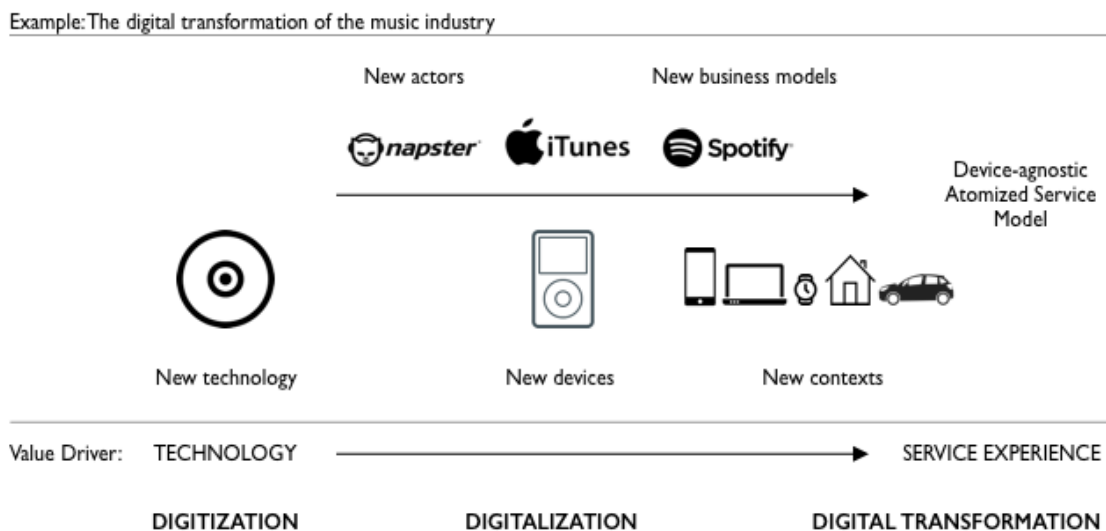 Example: The digital transformation of the music industry
New actors
New business models
napster
iTunes
Spotify
Device-agnostic
Atomized Service
Model
New technology
New devices
New contexts
Value Driver:
TECHNOLOGY
SERVICE EXPERIENCE
DIGITIZATION
DIGITALIZATION
DIGITAL TRANSFORMATION